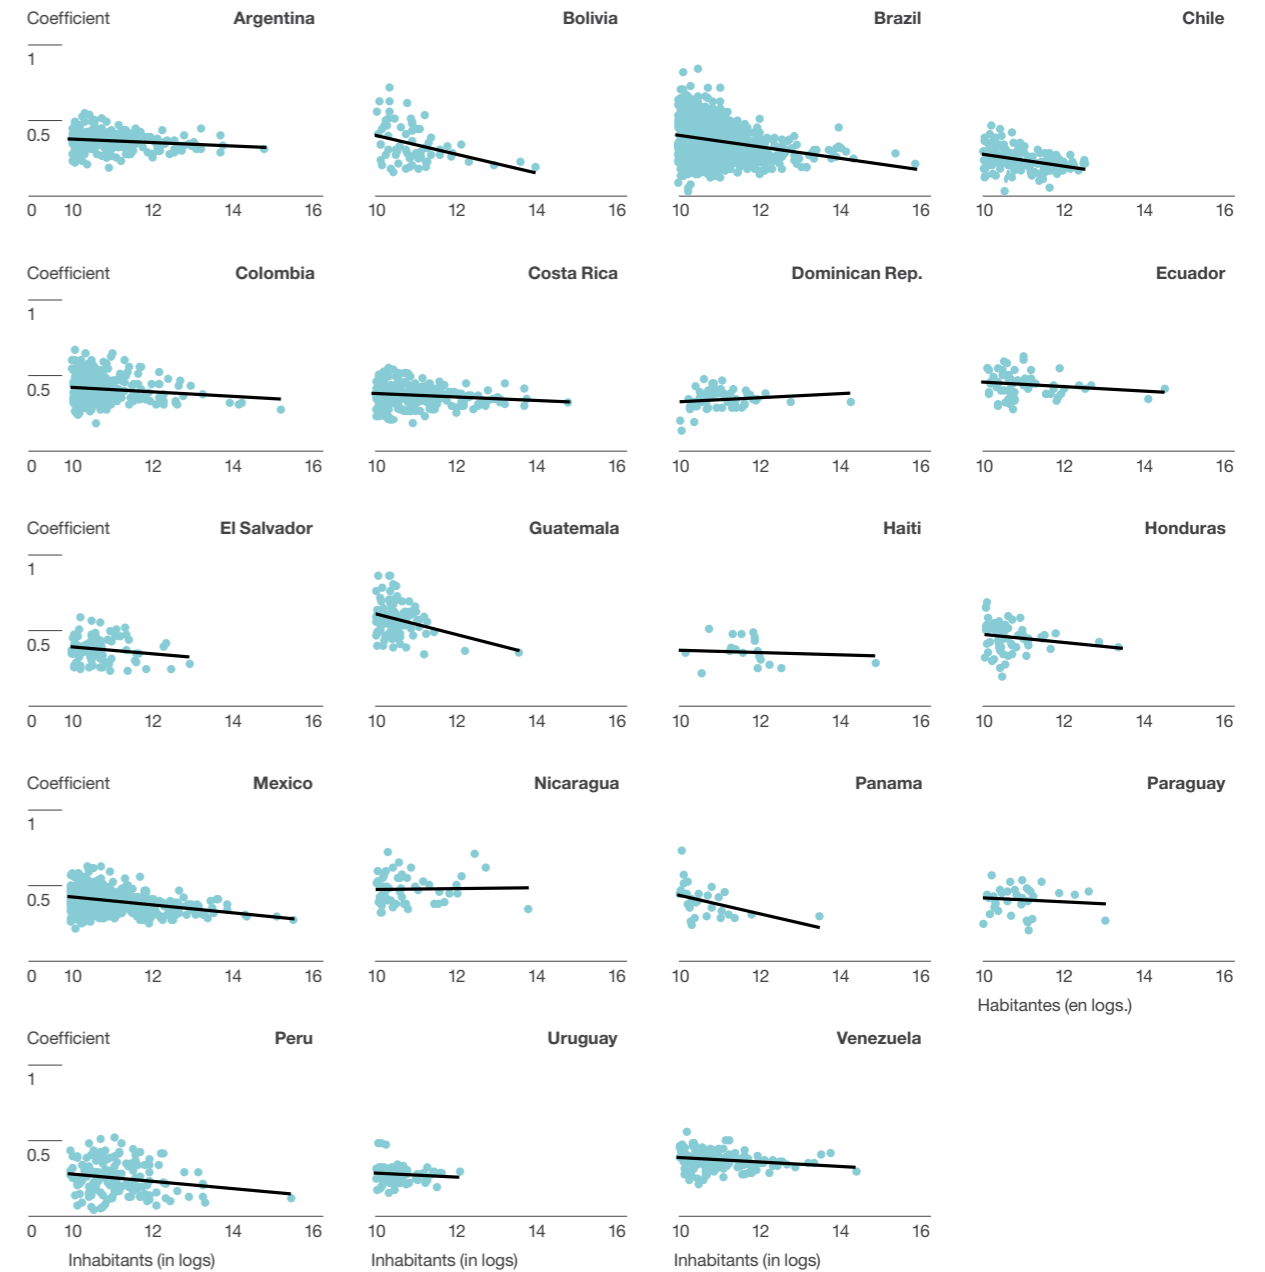 Coefficient Argentina Bolivia Brazil Chile
1
0.5
0 10 12 14 16 10 12 14 16 10 12 14 16 10 12 14 16
Coefficient Colombia Costa Rica Dominican Rep. Ecuador
1
0.5
0 10 12 14 16 10 12 14 16 10 12 14 16 10 12 14 16
Coefficient El Salvador Guatemala Haiti Honduras
1
0.5
0 10 12 14 16 10 12 14 16 10 12 14 16 10 12 14 16
Coefficient Mexico Nicaragua Panama Paraguay
1
0.5
0 10 12 14 16 10 12 14 16 10 12 14 16 10 12 14 16
Habitantes (en logs.)
Coefficient Peru Uruguay Venezuela
1
0.5
0 10 12 14 16 10 12 14 16 10 12 14 16
Inhabitants (in logs) Inhabitants (in logs) Inhabitants (in logs)